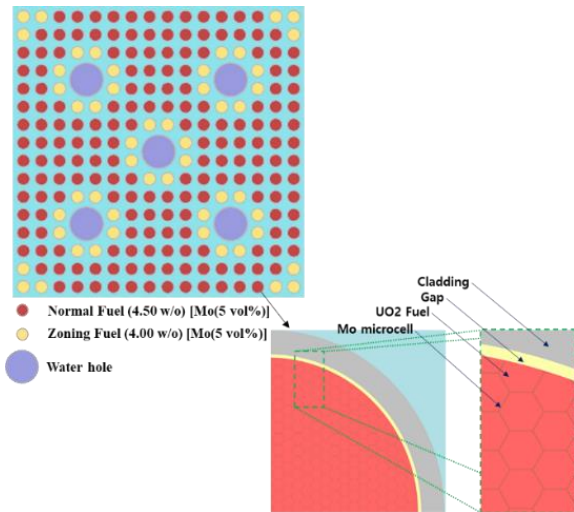 Normal Fuel (4.50 w/o) [Mo(5 vol%)]
Zoning Fuel (4.00 w/o) [Mo(5 vol%)]
Water hole
Cladding
Gap
UO2 Fuel
Mo microcell